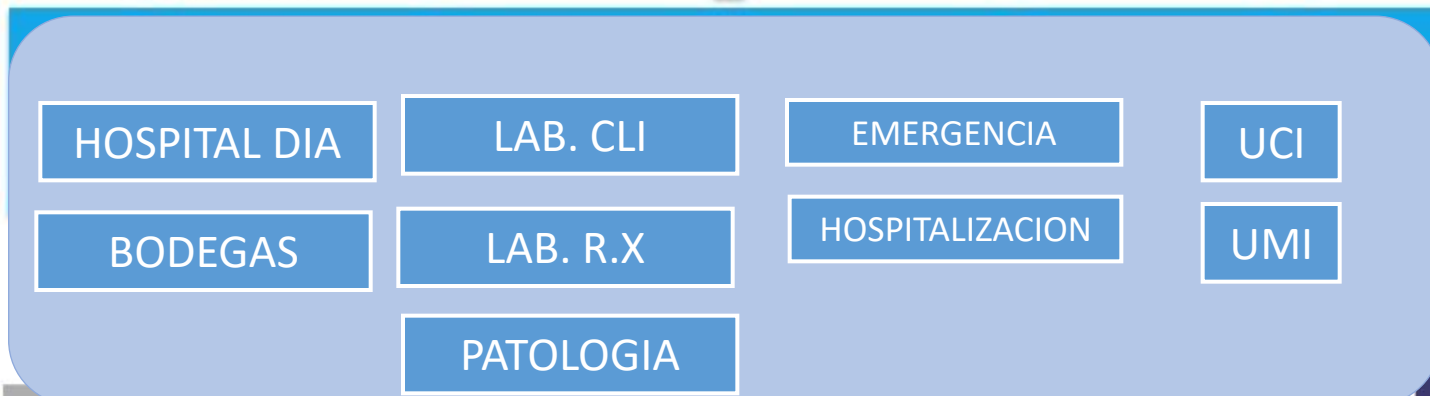 HOSPITAL DIA
BODEGAS
LAB. CLI
LAB. R.X
PATOLOGIA
EMERGENCIA
HOSPITALIZACION
UCI
UMI